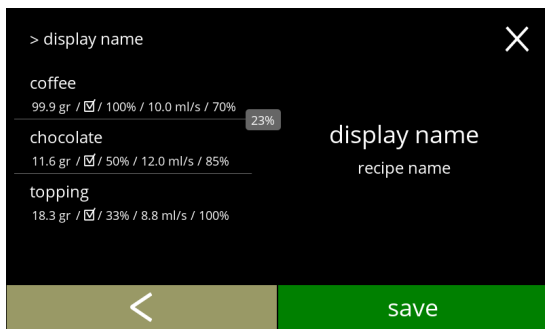 > display name
coffee
99.9 gr / ☑ / 100% / 10.0 ml/s / 70%
23%
chocolate
11.6 gr / ☑ / 50% / 12.0 ml/s / 85%
topping
18.3 gr / ☑ / 33% / 8.8 ml/s / 100%
display name
recipe name
<
save